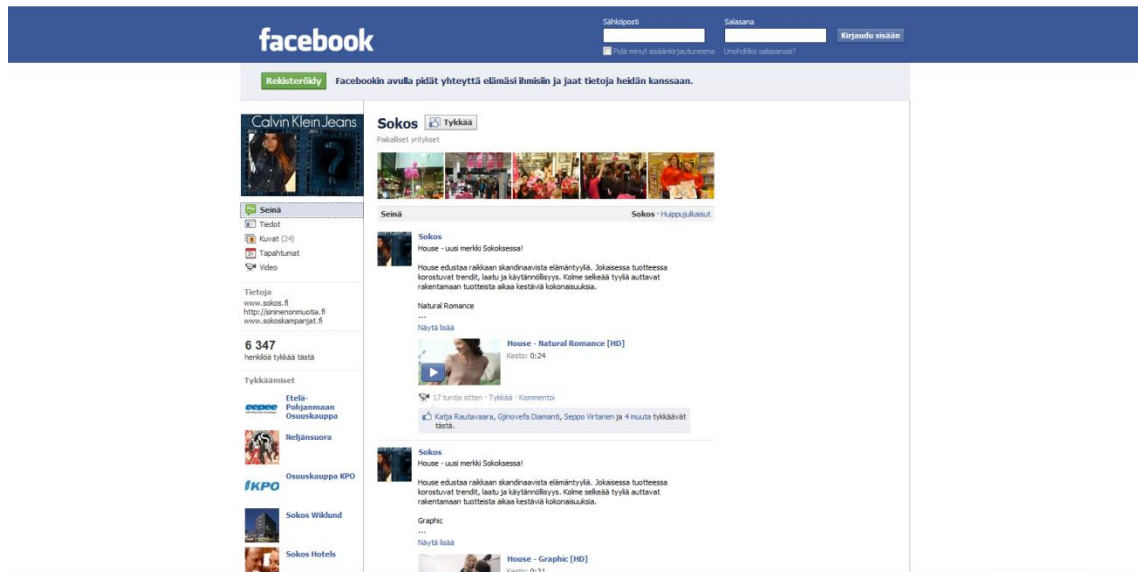 facebook
Sähköposti
Salasana
Kirjaudu sisään
Pidä minut sisäänkirjautuneena
Unohditko salasanasi?
Rekisteröidy
Facebookin avulla pidät yhteyttä elämäsi ihmisiin ja jaat tietoja heidän kanssaan.
Calvin Klein Jeans
Seinä
Tiedot
Kuvat (24)
Tapahtumat
Video
Tietoja
www.sokos.fi
http://sininenonmuotia.fi
www.sokoskampanjat.fi
6 347
henkilöä tykkää tästä
Tykkäämiset
eepee
Etelä-
Pohjanmaan
Osuuskauppa
Neljänsuora
KPO
Osuuskauppa KPO
Sokos Wiklund
Sokos Hotels
Sokos
Tykkää
Paikalliset yritykset
Seinä
Sokos · Huippujulkaisut
Sokos
House - uusi merkki Sokoksessa!
House edustaa raikkaan skandinaavista elämäntyyliä. Jokaisessa tuotteessa
korostuvat trendit, laatu ja käytännöllisyys. Kolme selkeää tyyliä auttavat
rakentamaan tuotteista aikaa kestäviä kokonaisuuksia.
Natural Romance
...
Näytä lisää
House - Natural Romance [HD]
Kesto: 0:24
17 tuntia sitten · Tykkää · Kommentoi
Katja Rautavaara, Gjinovefa Diamanti, Seppo Virtanen ja 4 muuta tykkäävät
tästä.
Sokos
House - uusi merkki Sokoksessa!
House edustaa raikkaan skandinaavista elämäntyyliä. Jokaisessa tuotteessa
korostuvat trendit, laatu ja käytännöllisyys. Kolme selkeää tyyliä auttavat
rakentamaan tuotteista aikaa kestäviä kokonaisuuksia.
Graphic
...
Näytä lisää
House - Graphic [HD]
Kesto: 0:31